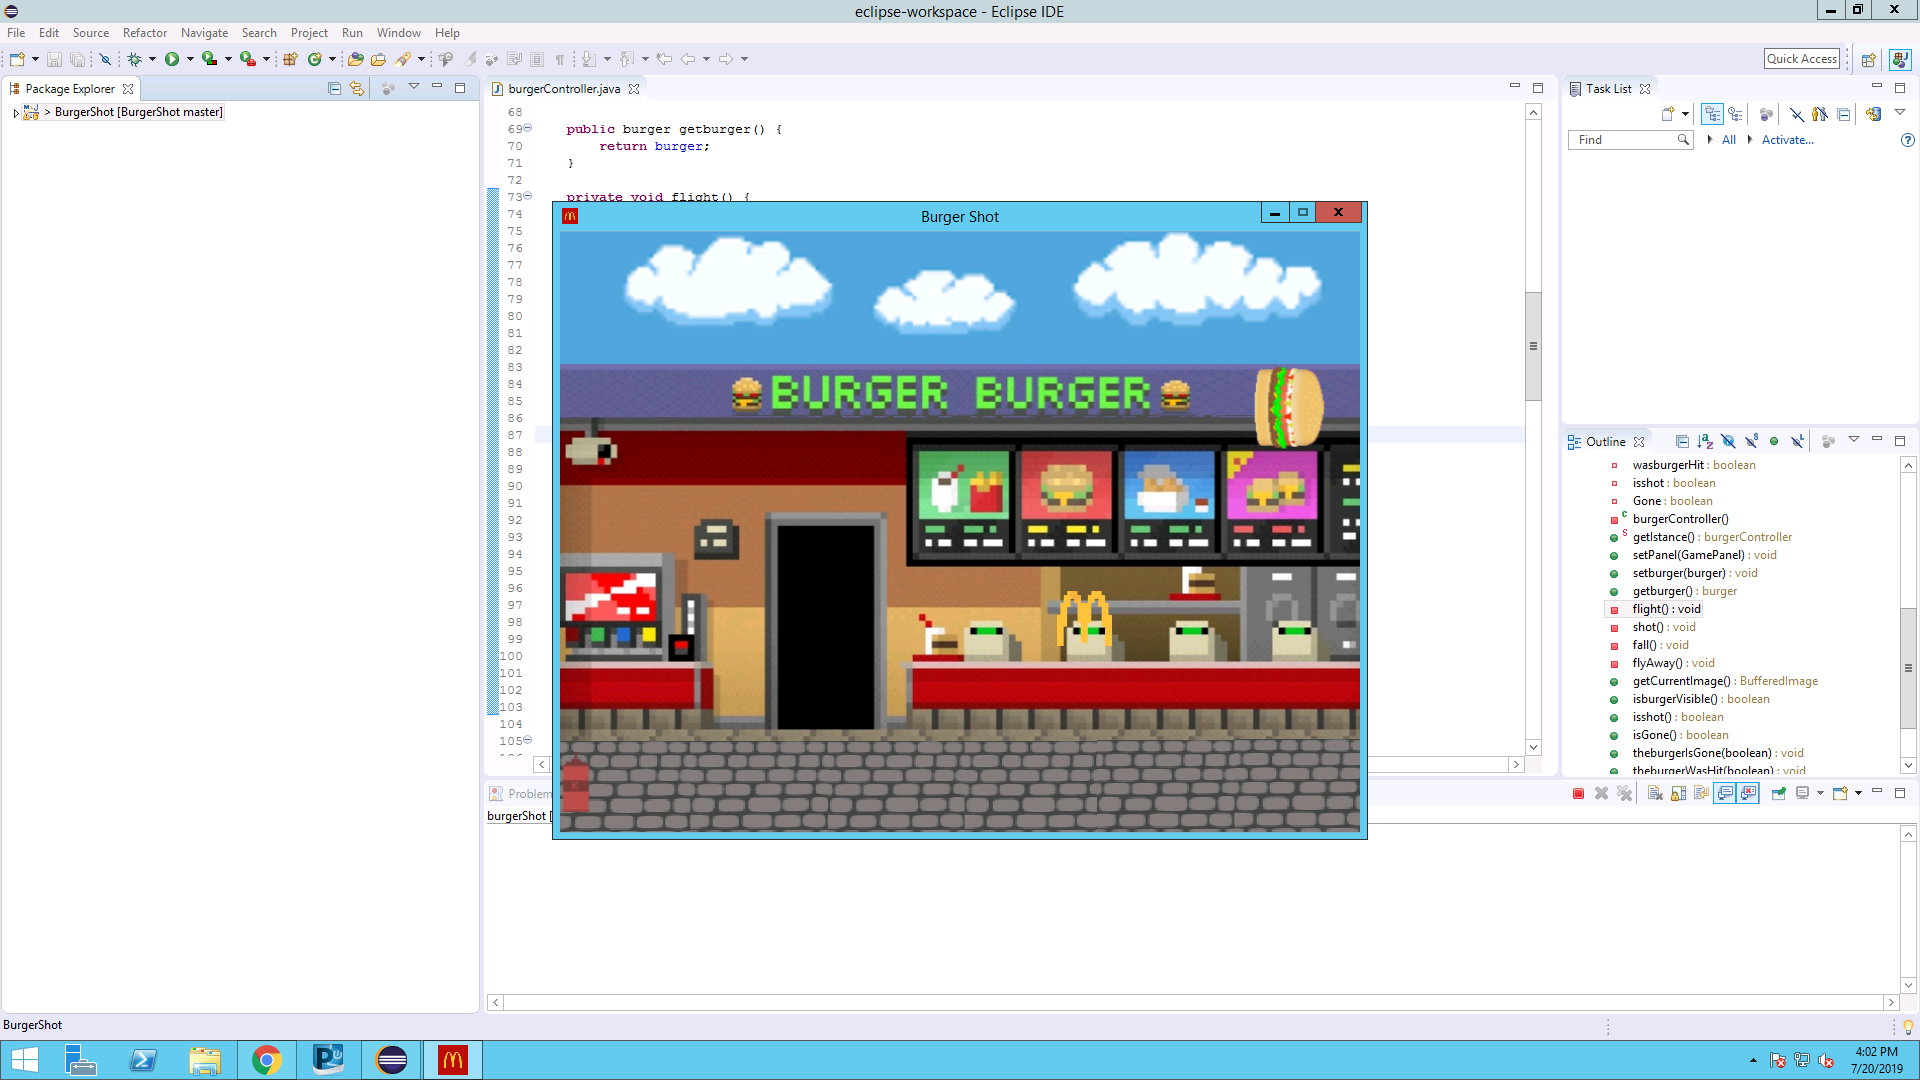 eclipse-workspace - Eclipse IDE
File Edit Source Refactor Navigate Search Project Run Window Help
Quick Access
Package Explorer
> BurgerShot [BurgerShot master]
burgerController.java
68
69 public burger getburger() {
70 return burger;
71 }
72
73 private void flight() {
74
75
76
77
78
79
80
81
82
83
84
85
86
87
88
89
90
91
92
93
94
95
96
97
98
99
100
101
102
103
104
105
Burger Shot
BURGER BURGER
Problem
burgerShot [
Task List
Find
All
Activate...
Outline
wasburgerHit : boolean
isshot : boolean
Gone : boolean
burgerController()
getIstance() : burgerController
setPanel(GamePanel) : void
setburger(burger) : void
getburger() : burger
flight() : void
shot() : void
fall() : void
flyAway() : void
getCurrentImage() : BufferedImage
isburgerVisible() : boolean
isshot() : boolean
isGone() : boolean
theburgerIsGone(boolean) : void
theburgerWasHit(boolean) : void
BurgerShot
4:02 PM
7/20/2019